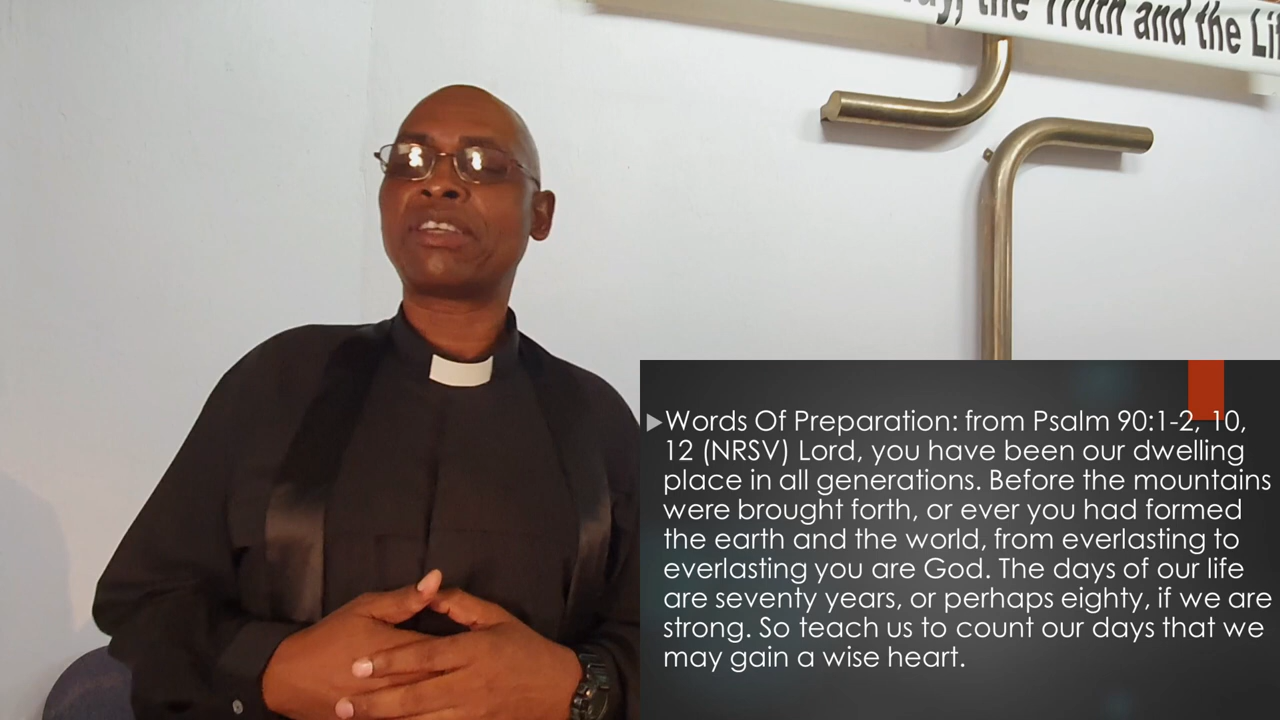 the Truth and the
Words Of Preparation: from Psalm 90:1-2, 10,
12 (NRSV) Lord, you have been our dwelling
place in all generations. Before the mountains
were brought forth, or ever you had formed
the earth and the world, from everlasting to
everlasting you are God. The days of our life
are seventy years, or perhaps eighty, if we are
strong. So teach us to count our days that we
may gain a wise heart.